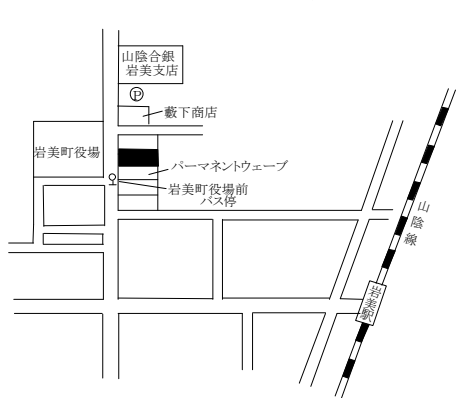 山陰合銀
岩美支店
P
藪下商店
岩美町役場
パーマネントウェーブ
岩美町役場前
バス停
山陰線
岩美駅